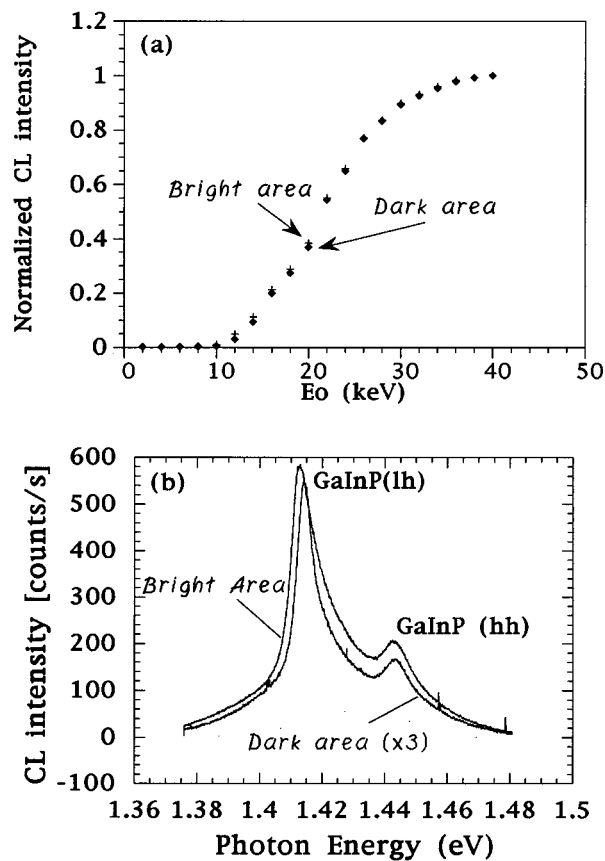 (a)
1.2
1
0.8
0.6
0.4
0.2
0
Normalized CL intensity
Bright area
Dark area
0 10 20 30 40 50
Eo (keV)
(b)
600
500
400
300
200
100
0
-100
CL intensity [counts/s]
GaInP(lh)
Bright Area
GaInP (hh)
Dark area (x3)
1.36 1.38 1.4 1.42 1.44 1.46 1.48 1.5
Photon Energy (eV)